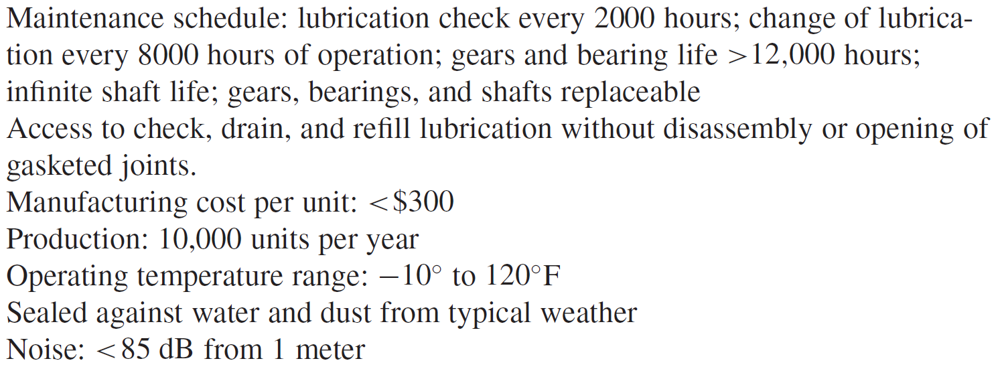 Maintenance schedule: lubrication check every 2000 hours; change of lubrica-
tion every 8000 hours of operation; gears and bearing life >12,000 hours;
infinite shaft life; gears, bearings, and shafts replaceable
Access to check, drain, and refill lubrication without disassembly or opening of
gasketed joints.
Manufacturing cost per unit: <$300
Production: 10,000 units per year
Operating temperature range: −10° to 120°F
Sealed against water and dust from typical weather
Noise: <85 dB from 1 meter